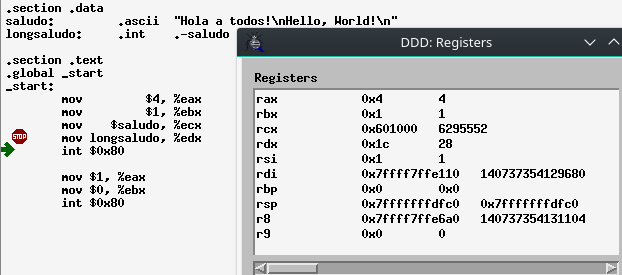 .section .data
saludo: .ascii "Hola a todos!\nHello, World!\n"
longsaludo: .int .-saludo
.section .text
.global _start
_start:
mov $4, %eax
mov $1, %ebx
mov $saludo, %ecx
STOP mov longsaludo, %edx
int $0x80
mov $1, %eax
mov $0, %ebx
int $0x80
DDD: Registers
Registers
rax 0x4 4
rbx 0x1 1
rcx 0x601000 6295552
rdx 0x1c 28
rsi 0x1 1
rdi 0x7ffff7ffe110 140737354129680
rbp 0x0 0x0
rsp 0x7fffffffdfc0 0x7fffffffdfc0
r8 0x7ffff7ffe6a0 140737354131104
r9 0x0 0